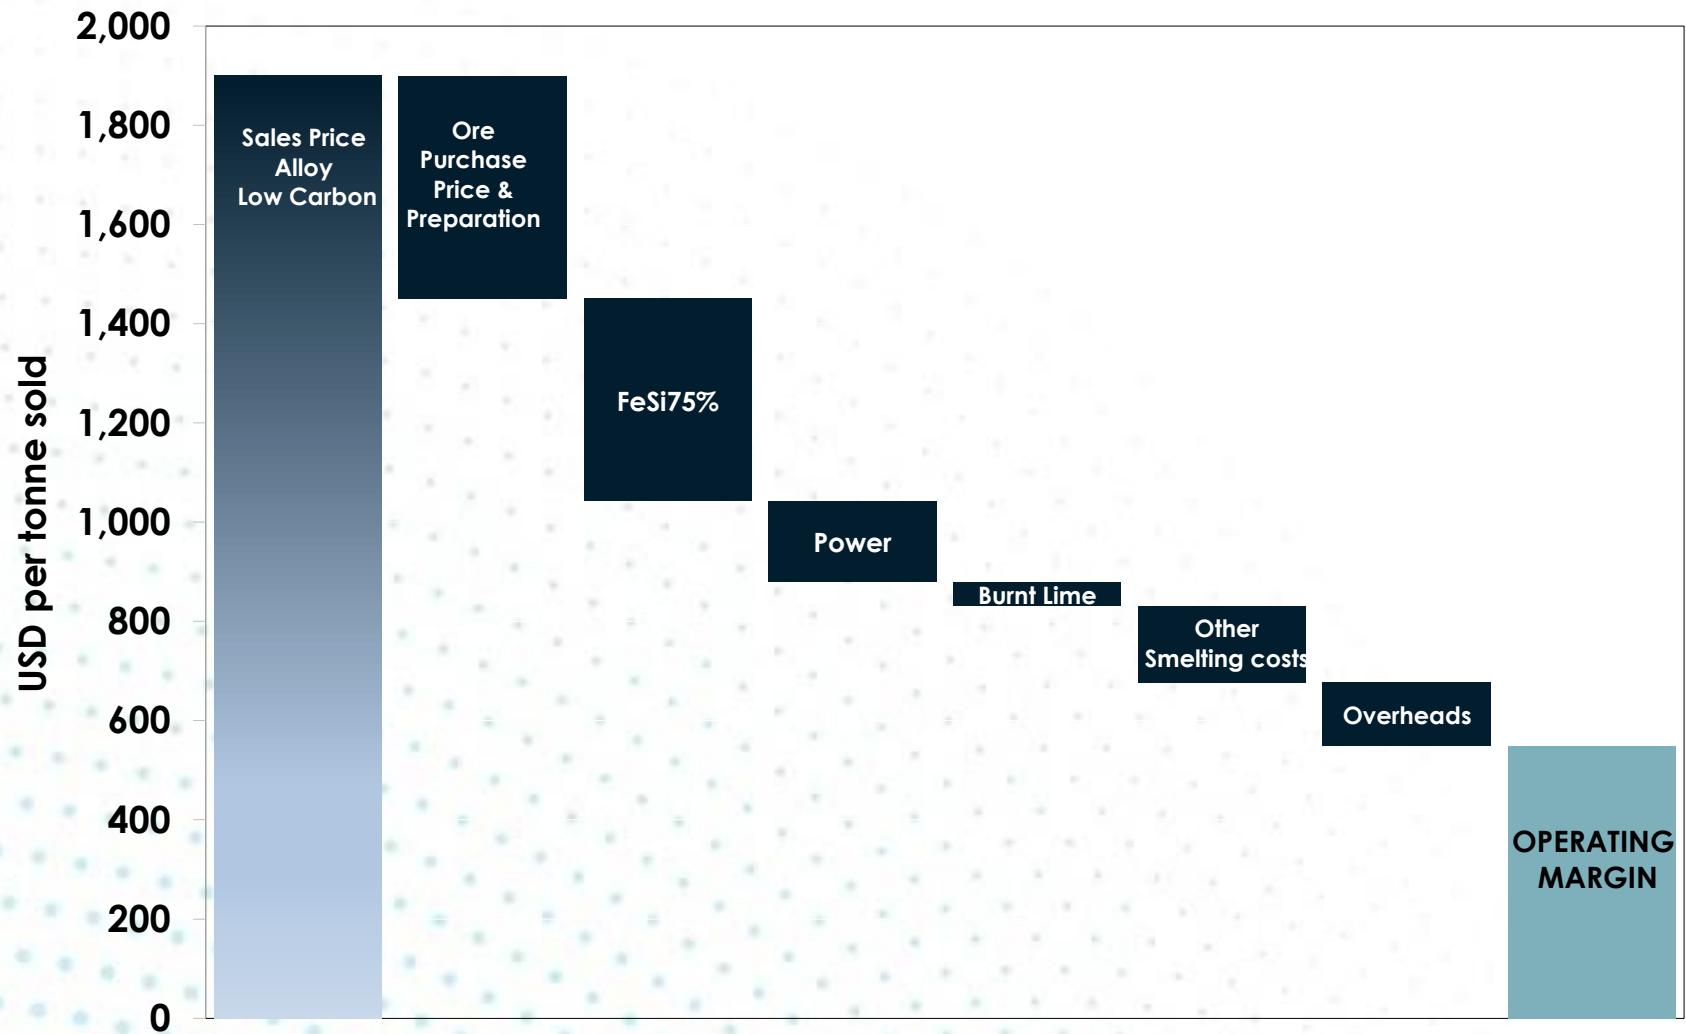 2,000
1,800
1,600
1,400
1,200
1,000
800
600
400
200
0
USD per tonne sold
Sales Price
Alloy
Low Carbon
Ore
Purchase
Price &
Preparation
FeSi75%
Power
Burnt Lime
Other
Smelting costs
Overheads
OPERATING
MARGIN